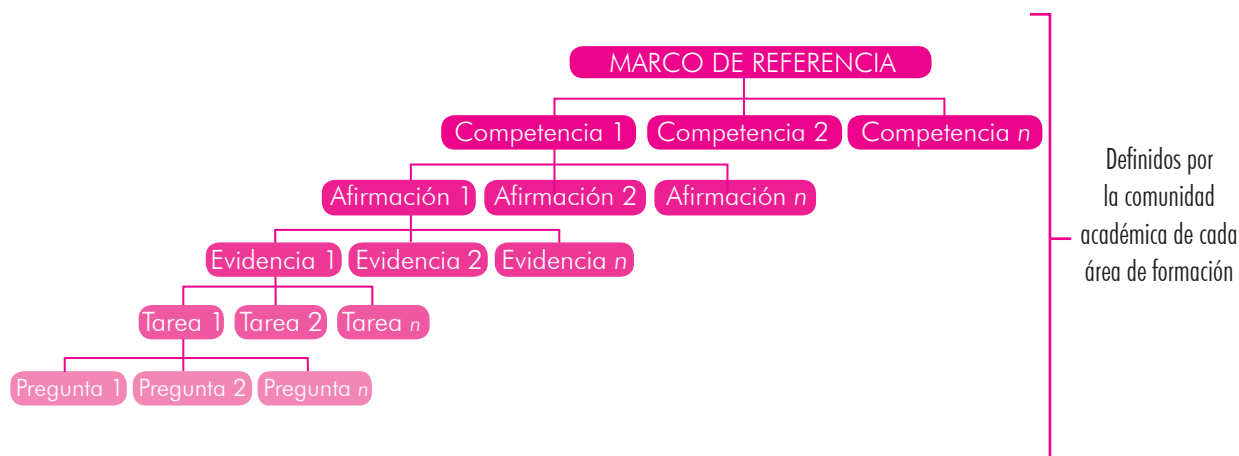 MARCO DE REFERENCIA
Competencia 1 Competencia 2 Competencia n
Afirmación 1 Afirmación 2 Afirmación n
Evidencia 1 Evidencia 2 Evidencia n
Tarea 1 Tarea 2 Tarea n
Pregunta 1 Pregunta 2 Pregunta n
Definidos por
la comunidad
académica de cada
área de formación